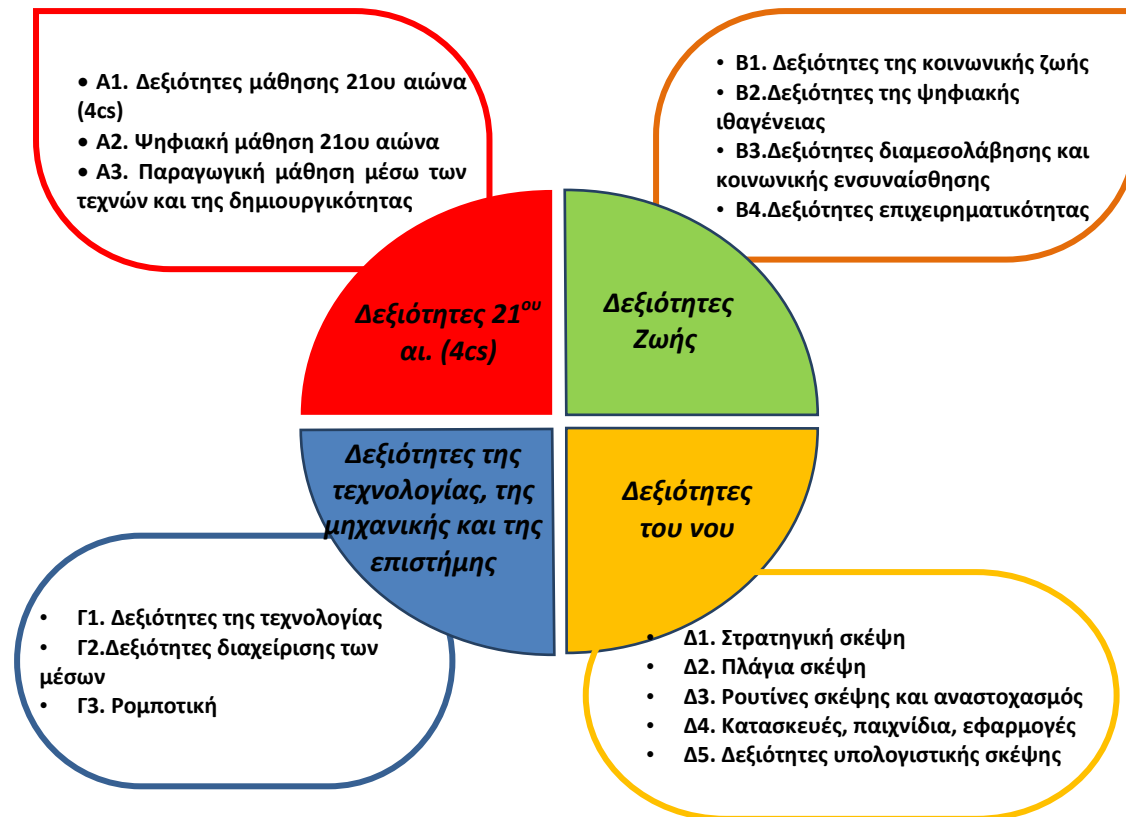 • Α1. Δεξιότητες μάθησης 21ου αιώνα
(4cs)
• Α2. Ψηφιακή μάθηση 21ου αιώνα
• Α3. Παραγωγική μάθηση μέσω των
τεχνών και της δημιουργικότητας
• Β1. Δεξιότητες της κοινωνικής ζωής
• Β2.Δεξιότητες της ψηφιακής
ιθαγένειας
• Β3.Δεξιότητες διαμεσολάβησης και
κοινωνικής ενσυναίσθησης
• Β4.Δεξιότητες επιχειρηματικότητας
Δεξιότητες 21ου
αι. (4cs)
Δεξιότητες
Ζωής
Δεξιότητες της
τεχνολογίας, της
μηχανικής και της
επιστήμης
Δεξιότητες
του νου
• Γ1. Δεξιότητες της τεχνολογίας
• Γ2.Δεξιότητες διαχείρισης των
μέσων
• Γ3. Ρομποτική
• Δ1. Στρατηγική σκέψη
• Δ2. Πλάγια σκέψη
• Δ3. Ρουτίνες σκέψης και αναστοχασμός
• Δ4. Κατασκευές, παιχνίδια, εφαρμογές
• Δ5. Δεξιότητες υπολογιστικής σκέψης